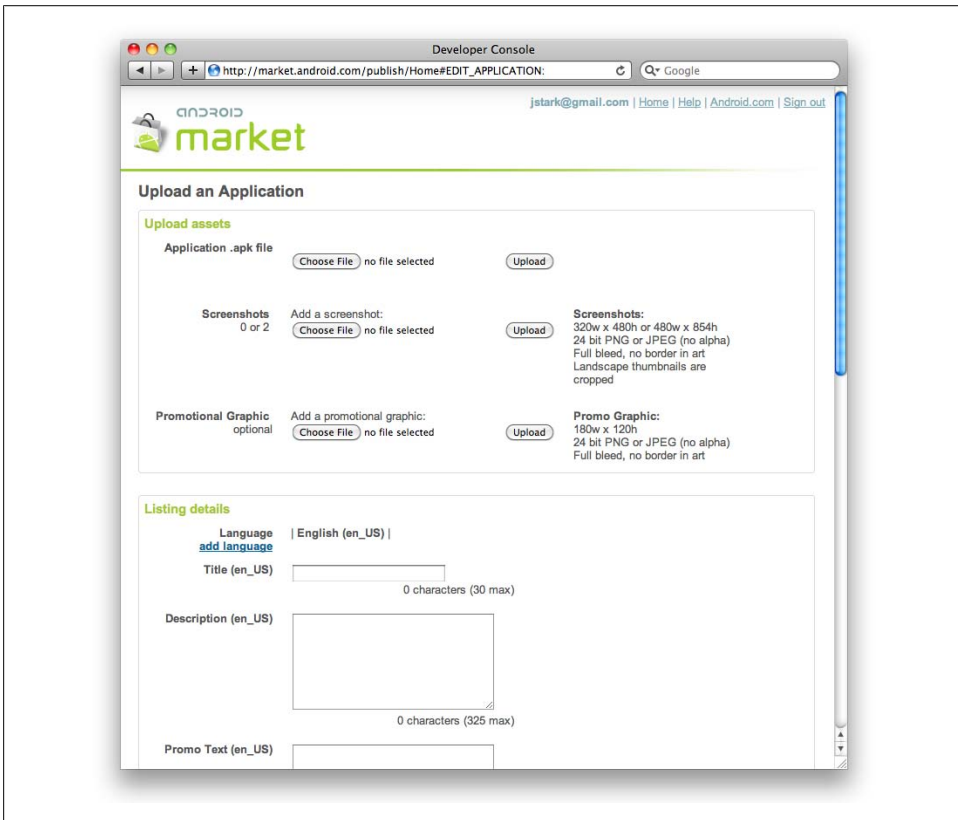 Developer Console
http://market.android.com/publish/Home#EDIT_APPLICATION:
Google
jstark@gmail.com | Home | Help | Android.com | Sign out
android
market
Upload an Application
Upload assets
Application .apk file
Choose File no file selected
Upload
Screenshots
0 or 2
Add a screenshot:
Choose File no file selected
Upload
Screenshots:
320w x 480h or 480w x 854h
24 bit PNG or JPEG (no alpha)
Full bleed, no border in art
Landscape thumbnails are
cropped
Promotional Graphic
optional
Add a promotional graphic:
Choose File no file selected
Upload
Promo Graphic:
180w x 120h
24 bit PNG or JPEG (no alpha)
Full bleed, no border in art
Listing details
Language
add language
| English (en_US) |
Title (en_US)
0 characters (30 max)
Description (en_US)
0 characters (325 max)
Promo Text (en_US)